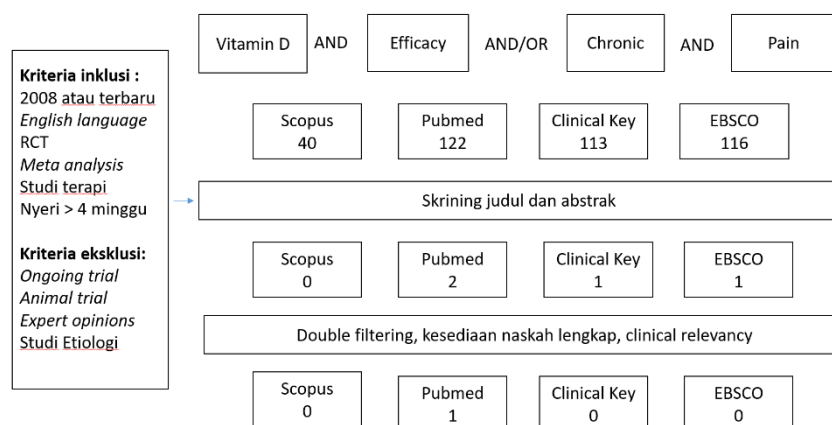 Vitamin D AND Efficacy AND/OR Chronic AND Pain
Kriteria inklusi :
2008 atau terbaru
English language
RCT
Meta analysis
Studi terapi
Nyeri > 4 minggu
Kriteria eksklusi:
Ongoing trial
Animal trial
Expert opinions
Studi Etiologi
Scopus Pubmed Clinical Key EBSCO
40 122 113 116
Skrining judul dan abstrak
Scopus Pubmed Clinical Key EBSCO
0 2 1 1
Double filtering, kesediaan naskah lengkap, clinical relevancy
Scopus Pubmed Clinical Key EBSCO
0 1 0 0